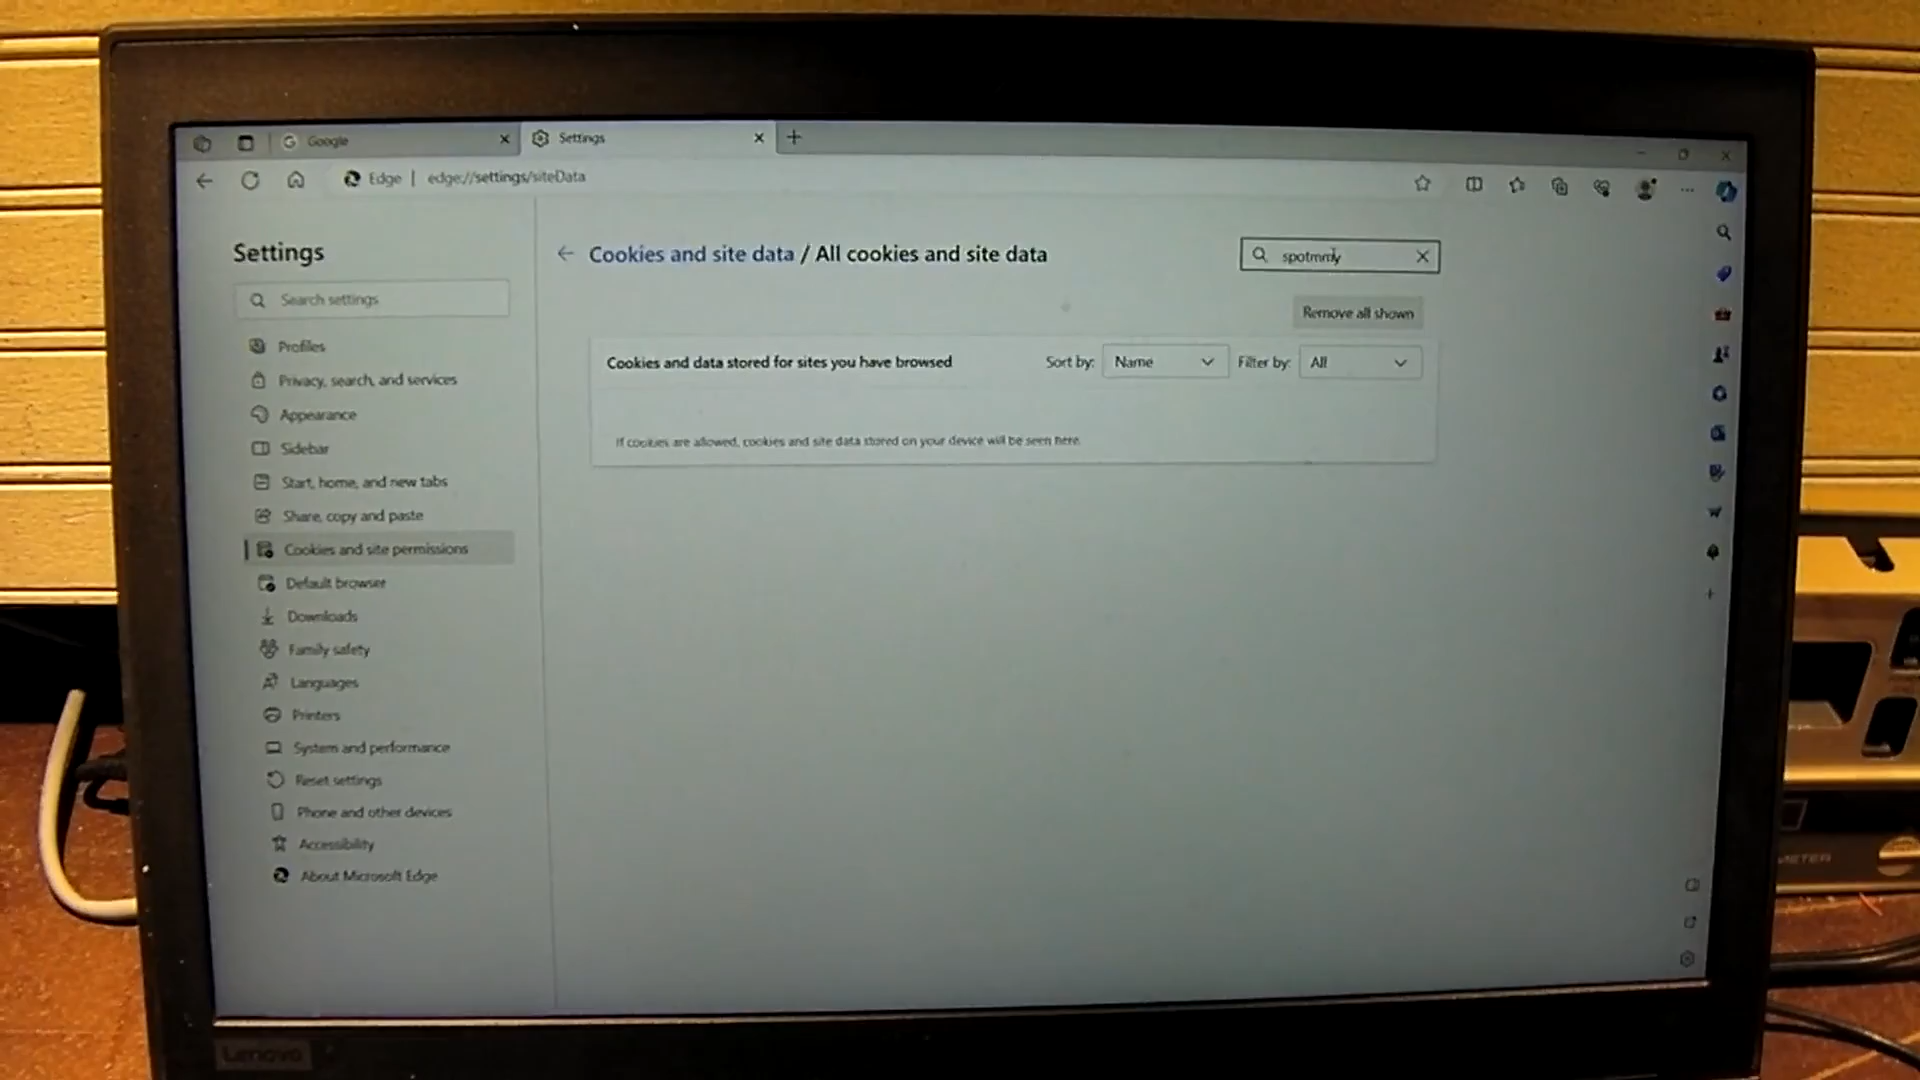 Google
Settings
Edge | edge://settings/siteData
Settings
Cookies and site data / All cookies and site data
Search settings
Remove all shown
Profiles
Cookies and data stored for sites you have browsed
Sort by: Name
Filter by: All
Privacy, search, and services
Appearance
If cookies are allowed, cookies and site data stored on your device will be seen here.
Sidebar
Start, home, and new tabs
Share, copy and paste
Cookies and site permissions
Default browser
Downloads
Family safety
Languages
Printers
System and performance
Reset settings
Phone and other devices
Accessibility
About Microsoft Edge
Lenovo